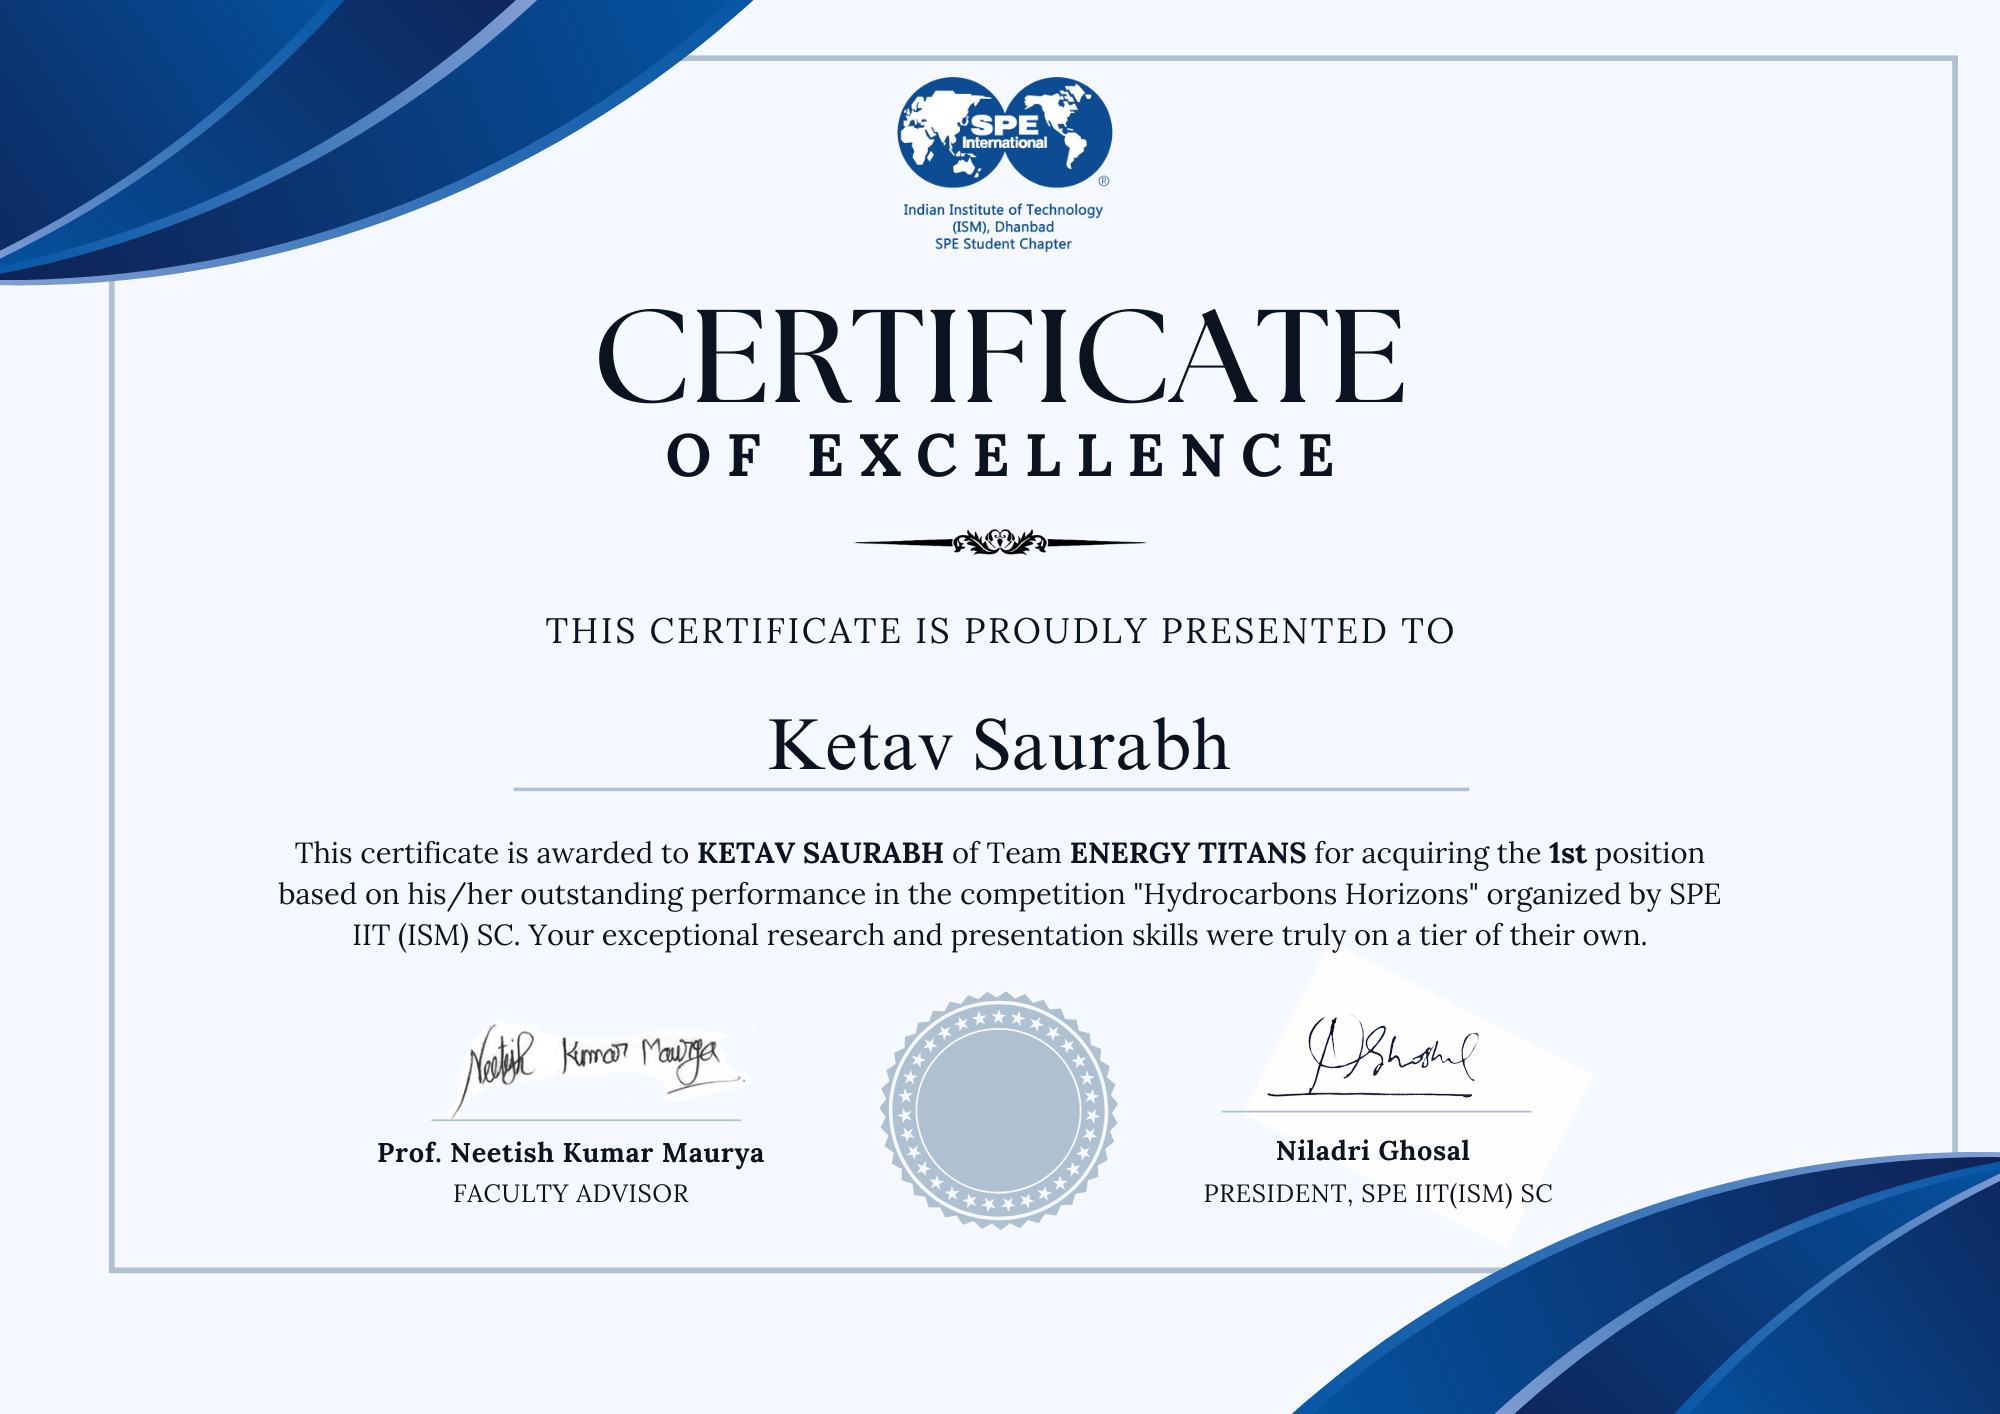 SPE
International
®
Indian Institute of Technology
(ISM), Dhanbad
SPE Student Chapter
CERTIFICATE
OF EXCELLENCE
THIS CERTIFICATE IS PROUDLY PRESENTED TO
Ketav Saurabh
This certificate is awarded to KETAV SAURABH of Team ENERGY TITANS for acquiring the 1st position
based on his/her outstanding performance in the competition "Hydrocarbons Horizons" organized by SPE
IIT (ISM) SC. Your exceptional research and presentation skills were truly on a tier of their own.
Neetish Kumar Maurya
NGhoshal
Prof. Neetish Kumar Maurya
FACULTY ADVISOR
Niladri Ghosal
PRESIDENT, SPE IIT(ISM) SC